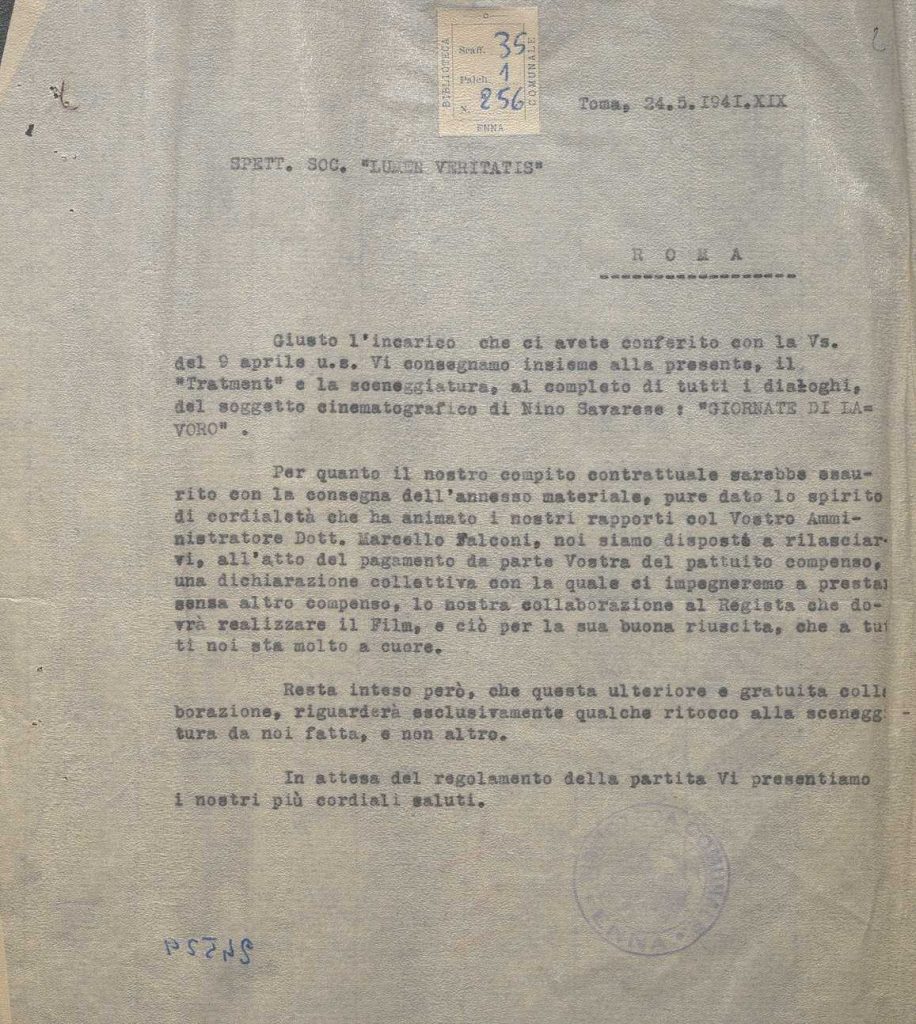 BIBLIOTECA
COMUNALE
Scaff. 35
Palch. 1
N. 256
ENNA
Toma, 24.5.1941.XIX
SPETT. SOC. "LUMEN VERITATIS"
R O M A
Giusto l'incarico che ci avete conferito con la Vs.
del 9 aprile u.s. Vi consegnamo insieme alla presente, il
"Tratment" e la sceneggiatura, al completo di tutti i dialoghi,
del soggetto cinematografico di Nino Savarese : "GIORNATE DI LA=
VORO" .
Per quanto il nostro compito contrattuale sarebbe esau-
rito con la consegna dell'annesso materiale, pure dato lo spirito
di cordialetà che ha animato i nostri rapporti col Vostro Ammi-
nistratore Dott. Marcello Falconi, noi siamo disposti a rilasciar-
vi, all'atto del pagamento da parte Vostra del pattuito compenso,
una dichiarazione collettiva con la quale ci impegneremo a presta
sensa altro compenso, lo nostra collaborazione al Regista che do-
vrà realizzare il Film, e ciò per la sua buona riuscita, che a tut
ti noi sta molto a cuore.
Resta inteso però, che questa ulteriore e gratuita colla
borazione, riguarderà esclusivamente qualche ritocco alla scenegg
tura da noi fatta, e non altro.
In attesa del regolamento della partita Vi presentiamo
i nostri più cordiali saluti.
COMUNALE
ENNA
24529